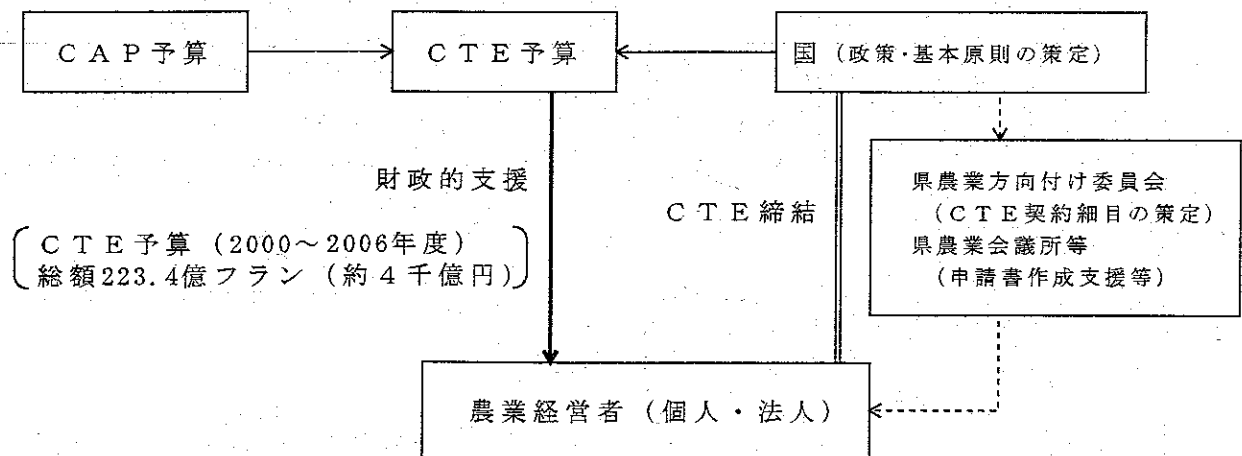 CAP予算
CTE予算
国（政策・基本原則の策定）
財政的支援
CTE予算（2000～2006年度）
総額223.4億フラン（約4千億円）
CTE締結
県農業方向付け委員会
（CTE契約細目の策定）
県農業会議所等
（申請書作成支援等）
農業経営者（個人・法人）